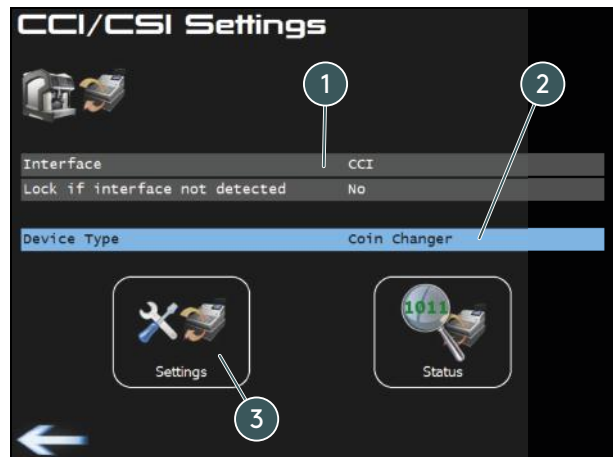 CCI/CSI Settings
1
2
Interface CCI
Lock if interface not detected No
Device Type Coin Changer
1011
Settings
Status
3